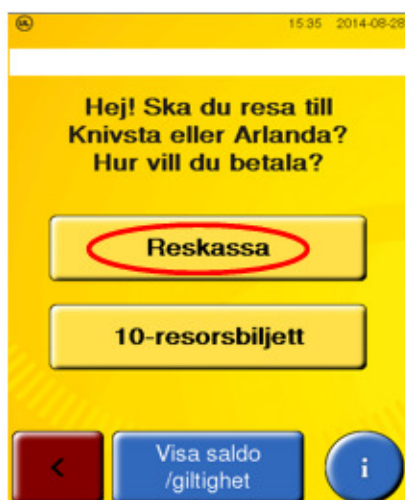 UL 15:35 2014-08-28
Hej! Ska du resa till
Knivsta eller Arlanda?
Hur vill du betala?
Reskassa
10-resorsbiljett
<
Visa saldo
/giltighet
i